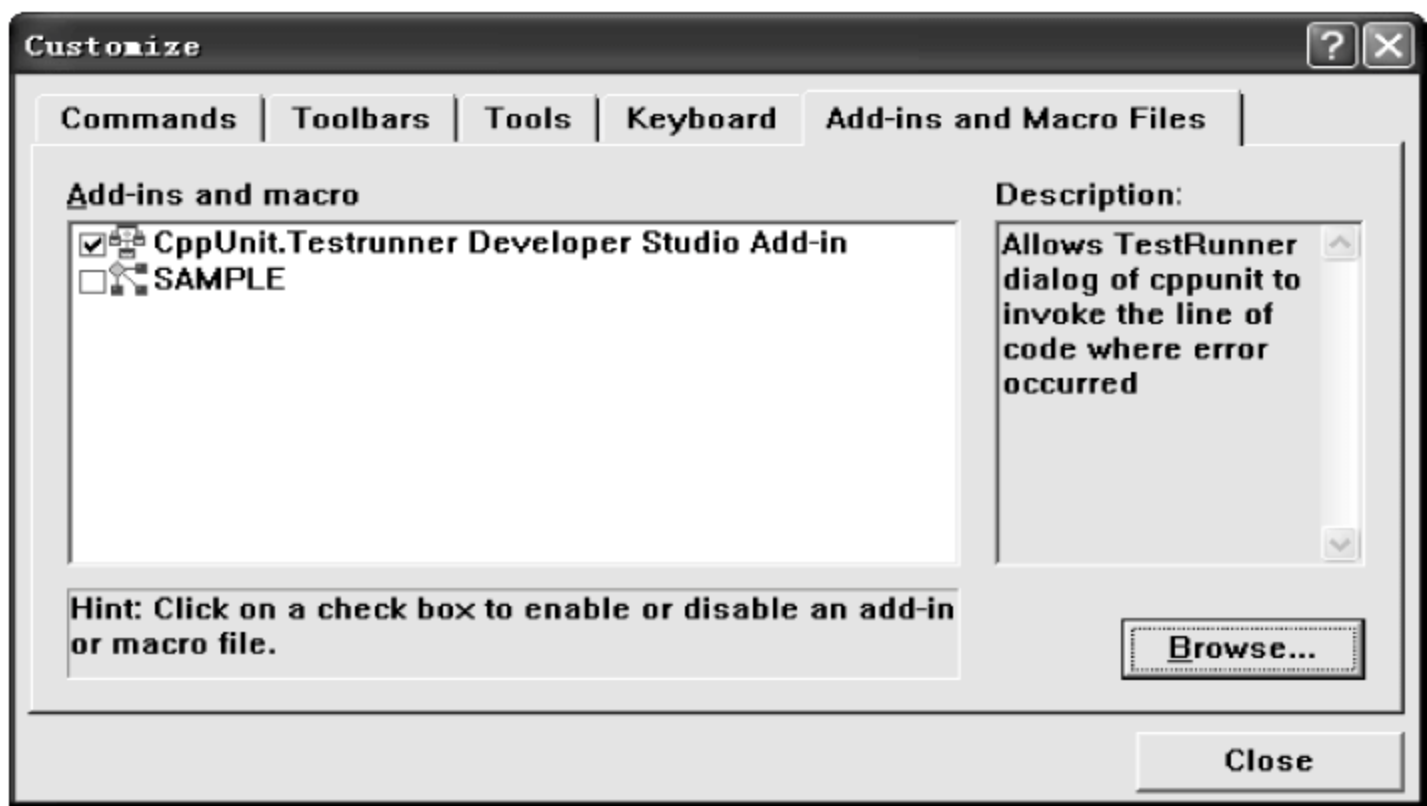 Customize
Commands
Toolbars
Tools
Keyboard
Add-ins and Macro Files
Add-ins and macro
CppUnit.Testrunner Developer Studio Add-in
SAMPLE
Description:
Allows TestRunner
dialog of cppunit to
invoke the line of
code where error
occurred
Hint: Click on a check box to enable or disable an add-in
or macro file.
Browse...
Close